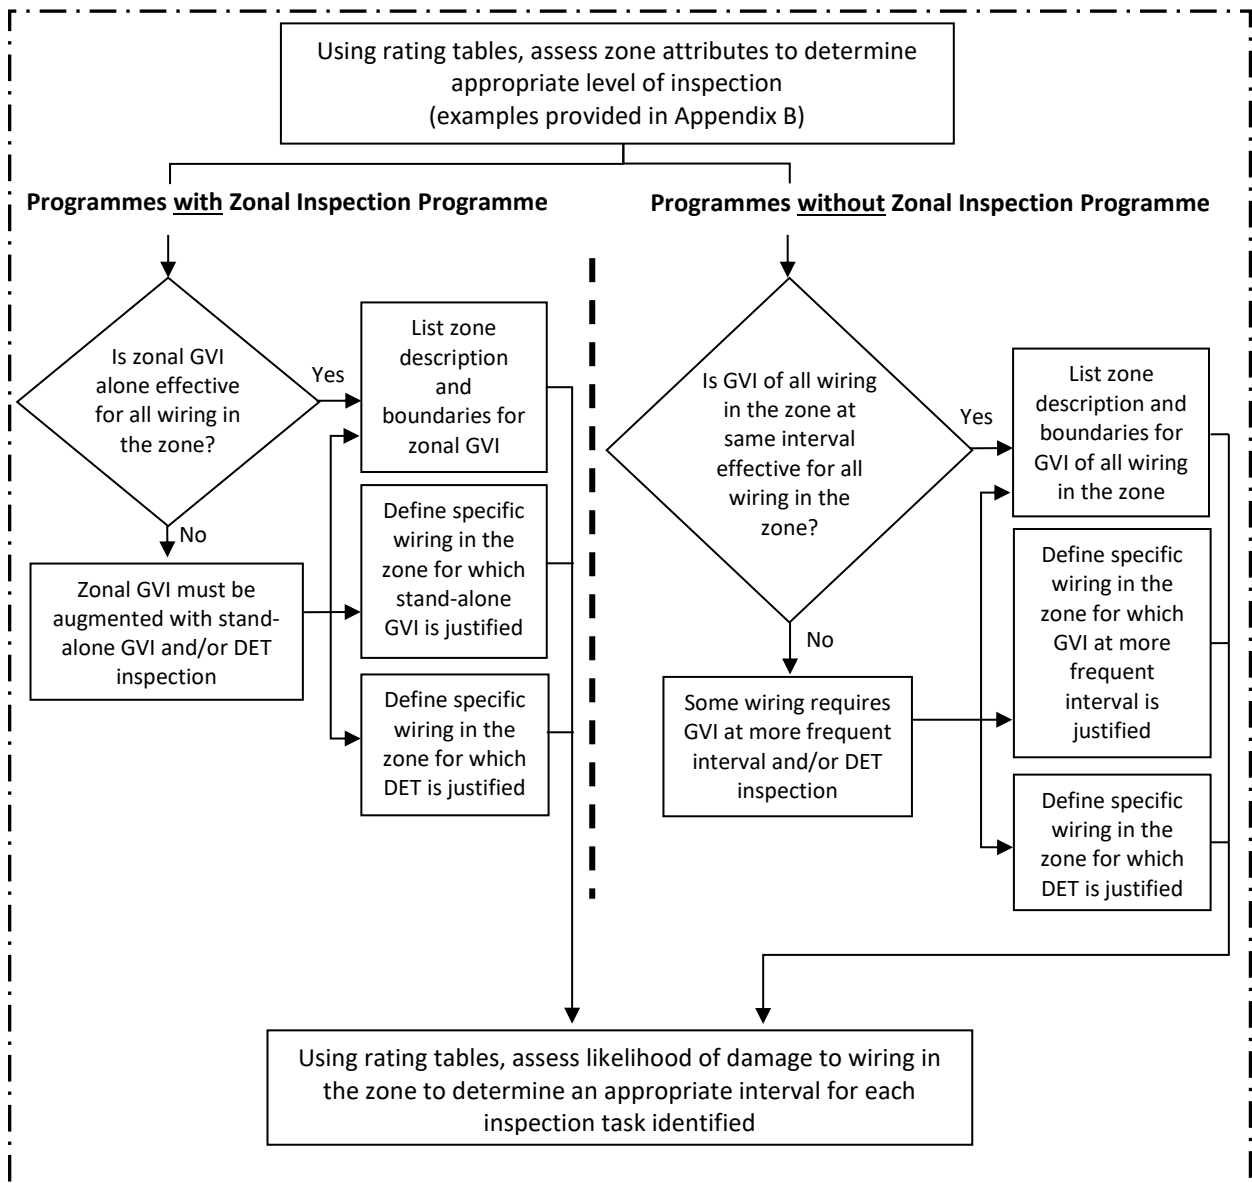 Using rating tables, assess zone attributes to determine
appropriate level of inspection
(examples provided in Appendix B)
Programmes with Zonal Inspection Programme
Is zonal GVI
alone effective
for all wiring in
the zone?
Yes
No
List zone
description
and
boundaries for
zonal GVI
Zonal GVI must be
augmented with stand-
alone GVI and/or DET
inspection
Define specific
wiring in the
zone for which
stand-alone
GVI is justified
Define specific
wiring in the
zone for which
DET is justified
Programmes without Zonal Inspection Programme
Is GVI of all wiring
in the zone at
same interval
effective for all
wiring in the
zone?
Yes
No
List zone
description and
boundaries for
GVI of all wiring
in the zone
Some wiring requires
GVI at more frequent
interval and/or DET
inspection
Define specific
wiring in the
zone for which
GVI at more
frequent
interval is
justified
Define specific
wiring in the
zone for which
DET is justified
Using rating tables, assess likelihood of damage to wiring in
the zone to determine an appropriate interval for each
inspection task identified